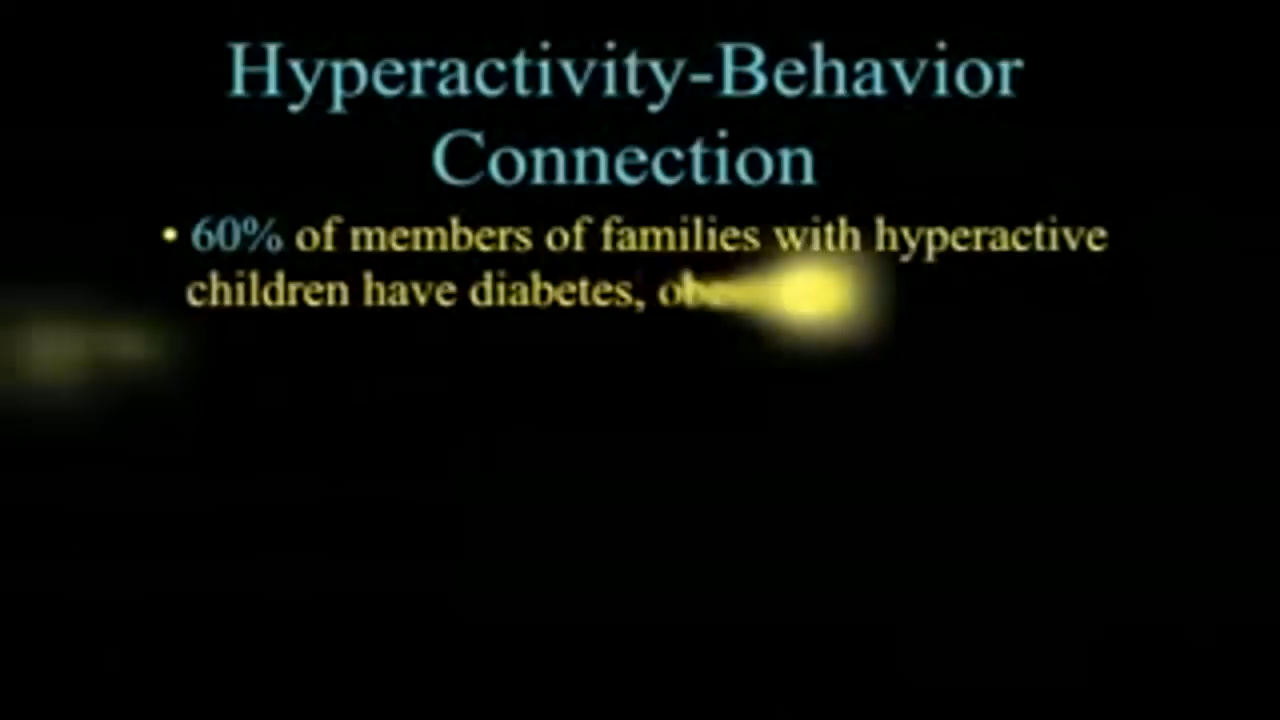 Hyperactivity-Behavior
Connection
• 60% of members of families with hyperactive
children have diabetes,